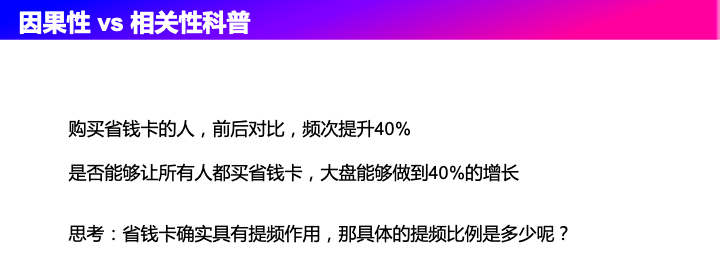 因果性 vs 相关性科普
购买省钱卡的人，前后对比，频次提升40%
是否能够让所有人都买省钱卡，大盘能够做到40%的增长
思考：省钱卡确实具有提频作用，那具体的提频比例是多少呢？